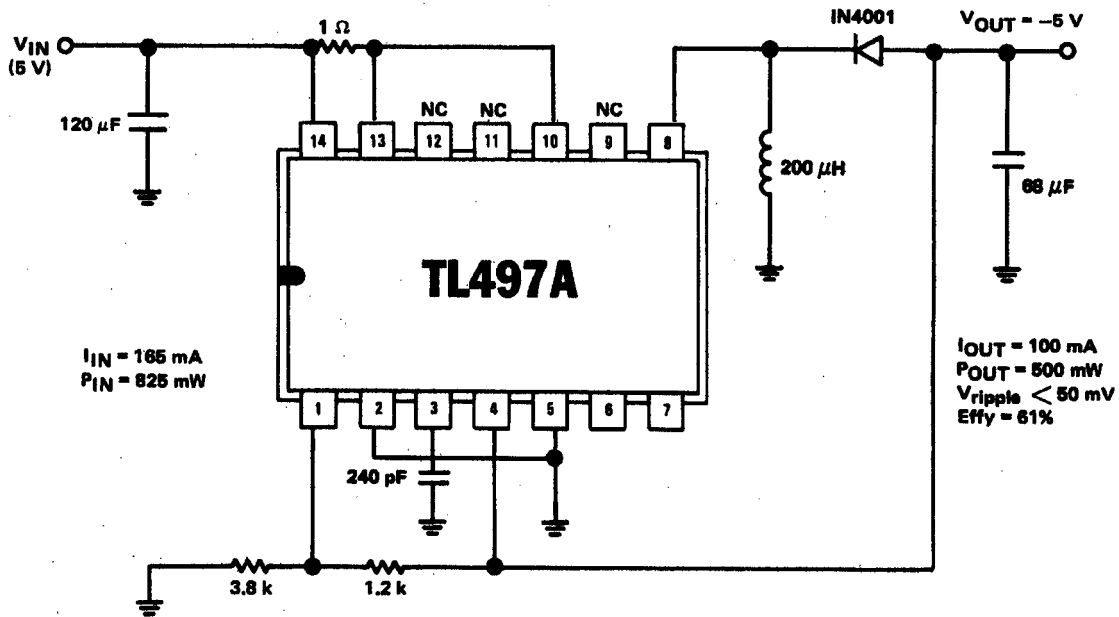 1 Ω
IN4001
VOUT = –5 V
VIN
(5 V)
120 μF
NC
NC
NC
14
13
12
11
10
9
8
200 μH
68 μF
TL497A
IIN = 165 mA
PIN = 825 mW
IOUT = 100 mA
POUT = 500 mW
Vripple < 50 mV
Effy = 61%
1
2
3
4
5
6
7
240 pF
3.8 k
1.2 k